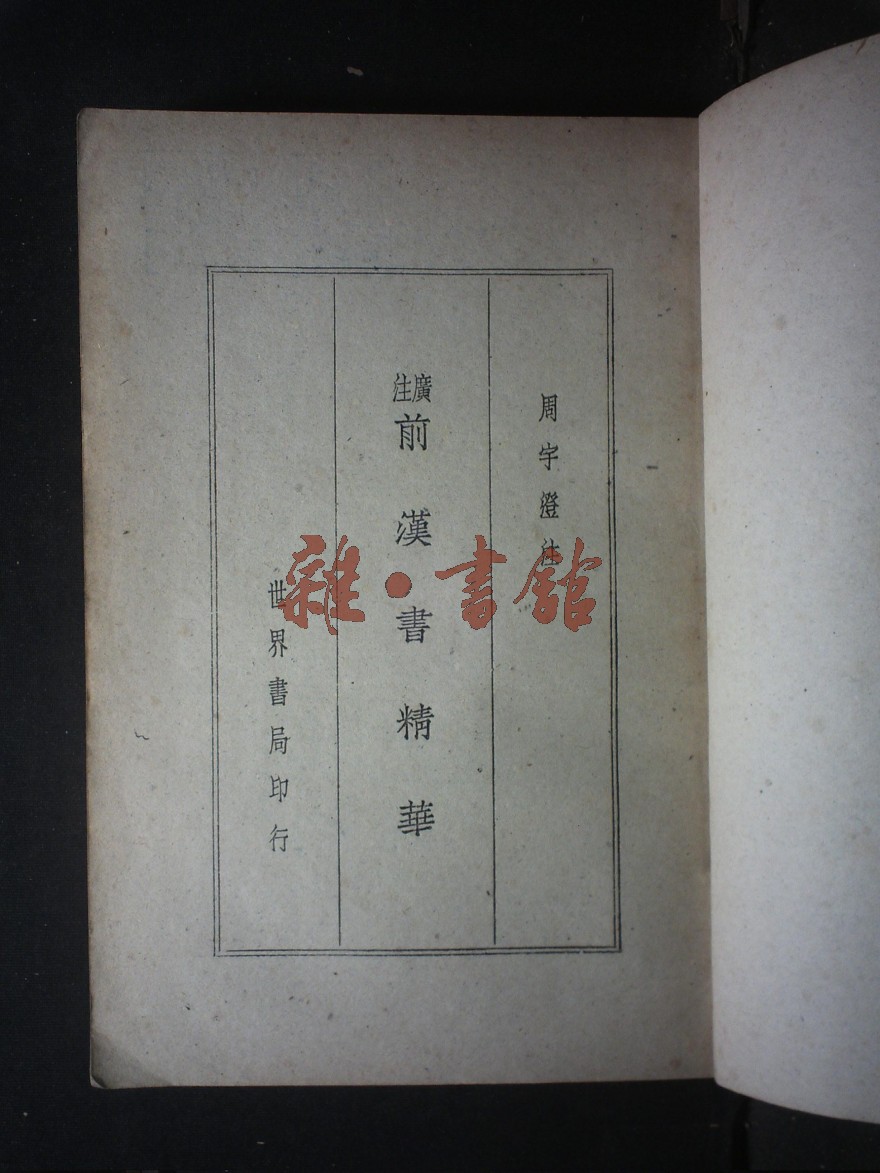 周宇澄注
廣注前漢書精華
世界書局印行
雜·書館